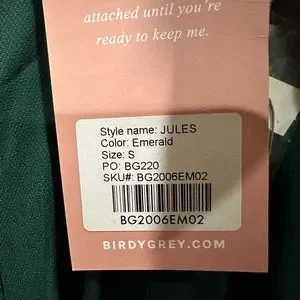 attached until you're
ready to keep me.
Style name: JULES
Color: Emerald
Size: S
PO: BG220
SKU#: BG2006EM02
BG2006EM02
BIRDYGREY.COM